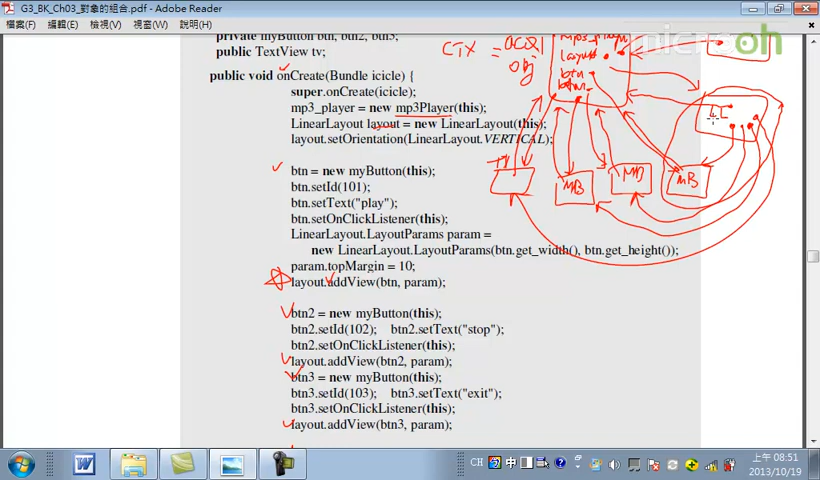 G3_BK_Ch03_對象的組合.pdf - Adobe Reader
檔案(F) 編輯(E) 檢視(V) 視窗(W) 說明(H)
private myButton btn, btn2, btn3;
public TextView tv;
public void onCreate(Bundle icicle) {
super.onCreate(icicle);
mp3_player = new mp3Player(this);
LinearLayout layout = new LinearLayout(this);
layout.setOrientation(LinearLayout.VERTICAL);
btn = new myButton(this);
btn.setId(101);
btn.setText("play");
btn.setOnClickListener(this);
LinearLayout.LayoutParams param =
new LinearLayout.LayoutParams(btn.get_width(), btn.get_height());
param.topMargin = 10;
layout.addView(btn, param);
btn2 = new myButton(this);
btn2.setId(102); btn2.setText("stop");
btn2.setOnClickListener(this);
layout.addView(btn2, param);
btn3 = new myButton(this);
btn3.setId(103); btn3.setText("exit");
btn3.setOnClickListener(this);
layout.addView(btn3, param);
microoh
CTX =
obj
layout
btn
LL
MB
MB
MB
CH 中
上午 08:51
2013/10/19